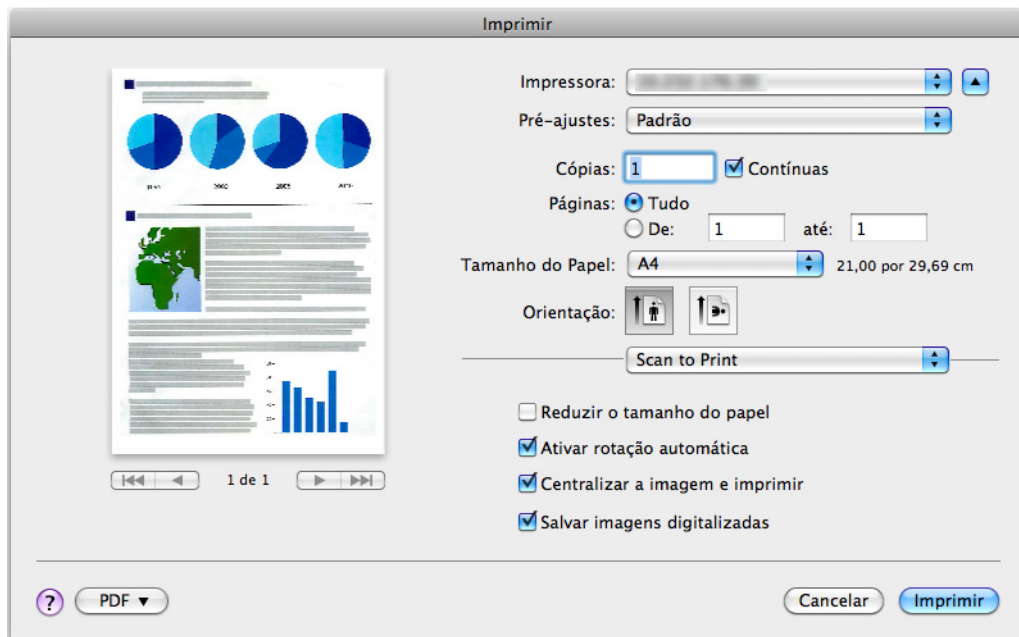 Imprimir
Impressora:
Pré-ajustes: Padrão
Cópias: 1 Contínuas
Páginas: Tudo
De: 1 até: 1
Tamanho do Papel: A4 21,00 por 29,69 cm
Orientação:
Scan to Print
Reduzir o tamanho do papel
Ativar rotação automática
Centralizar a imagem e imprimir
Salvar imagens digitalizadas
2002
1 de 1
? PDF Cancelar Imprimir